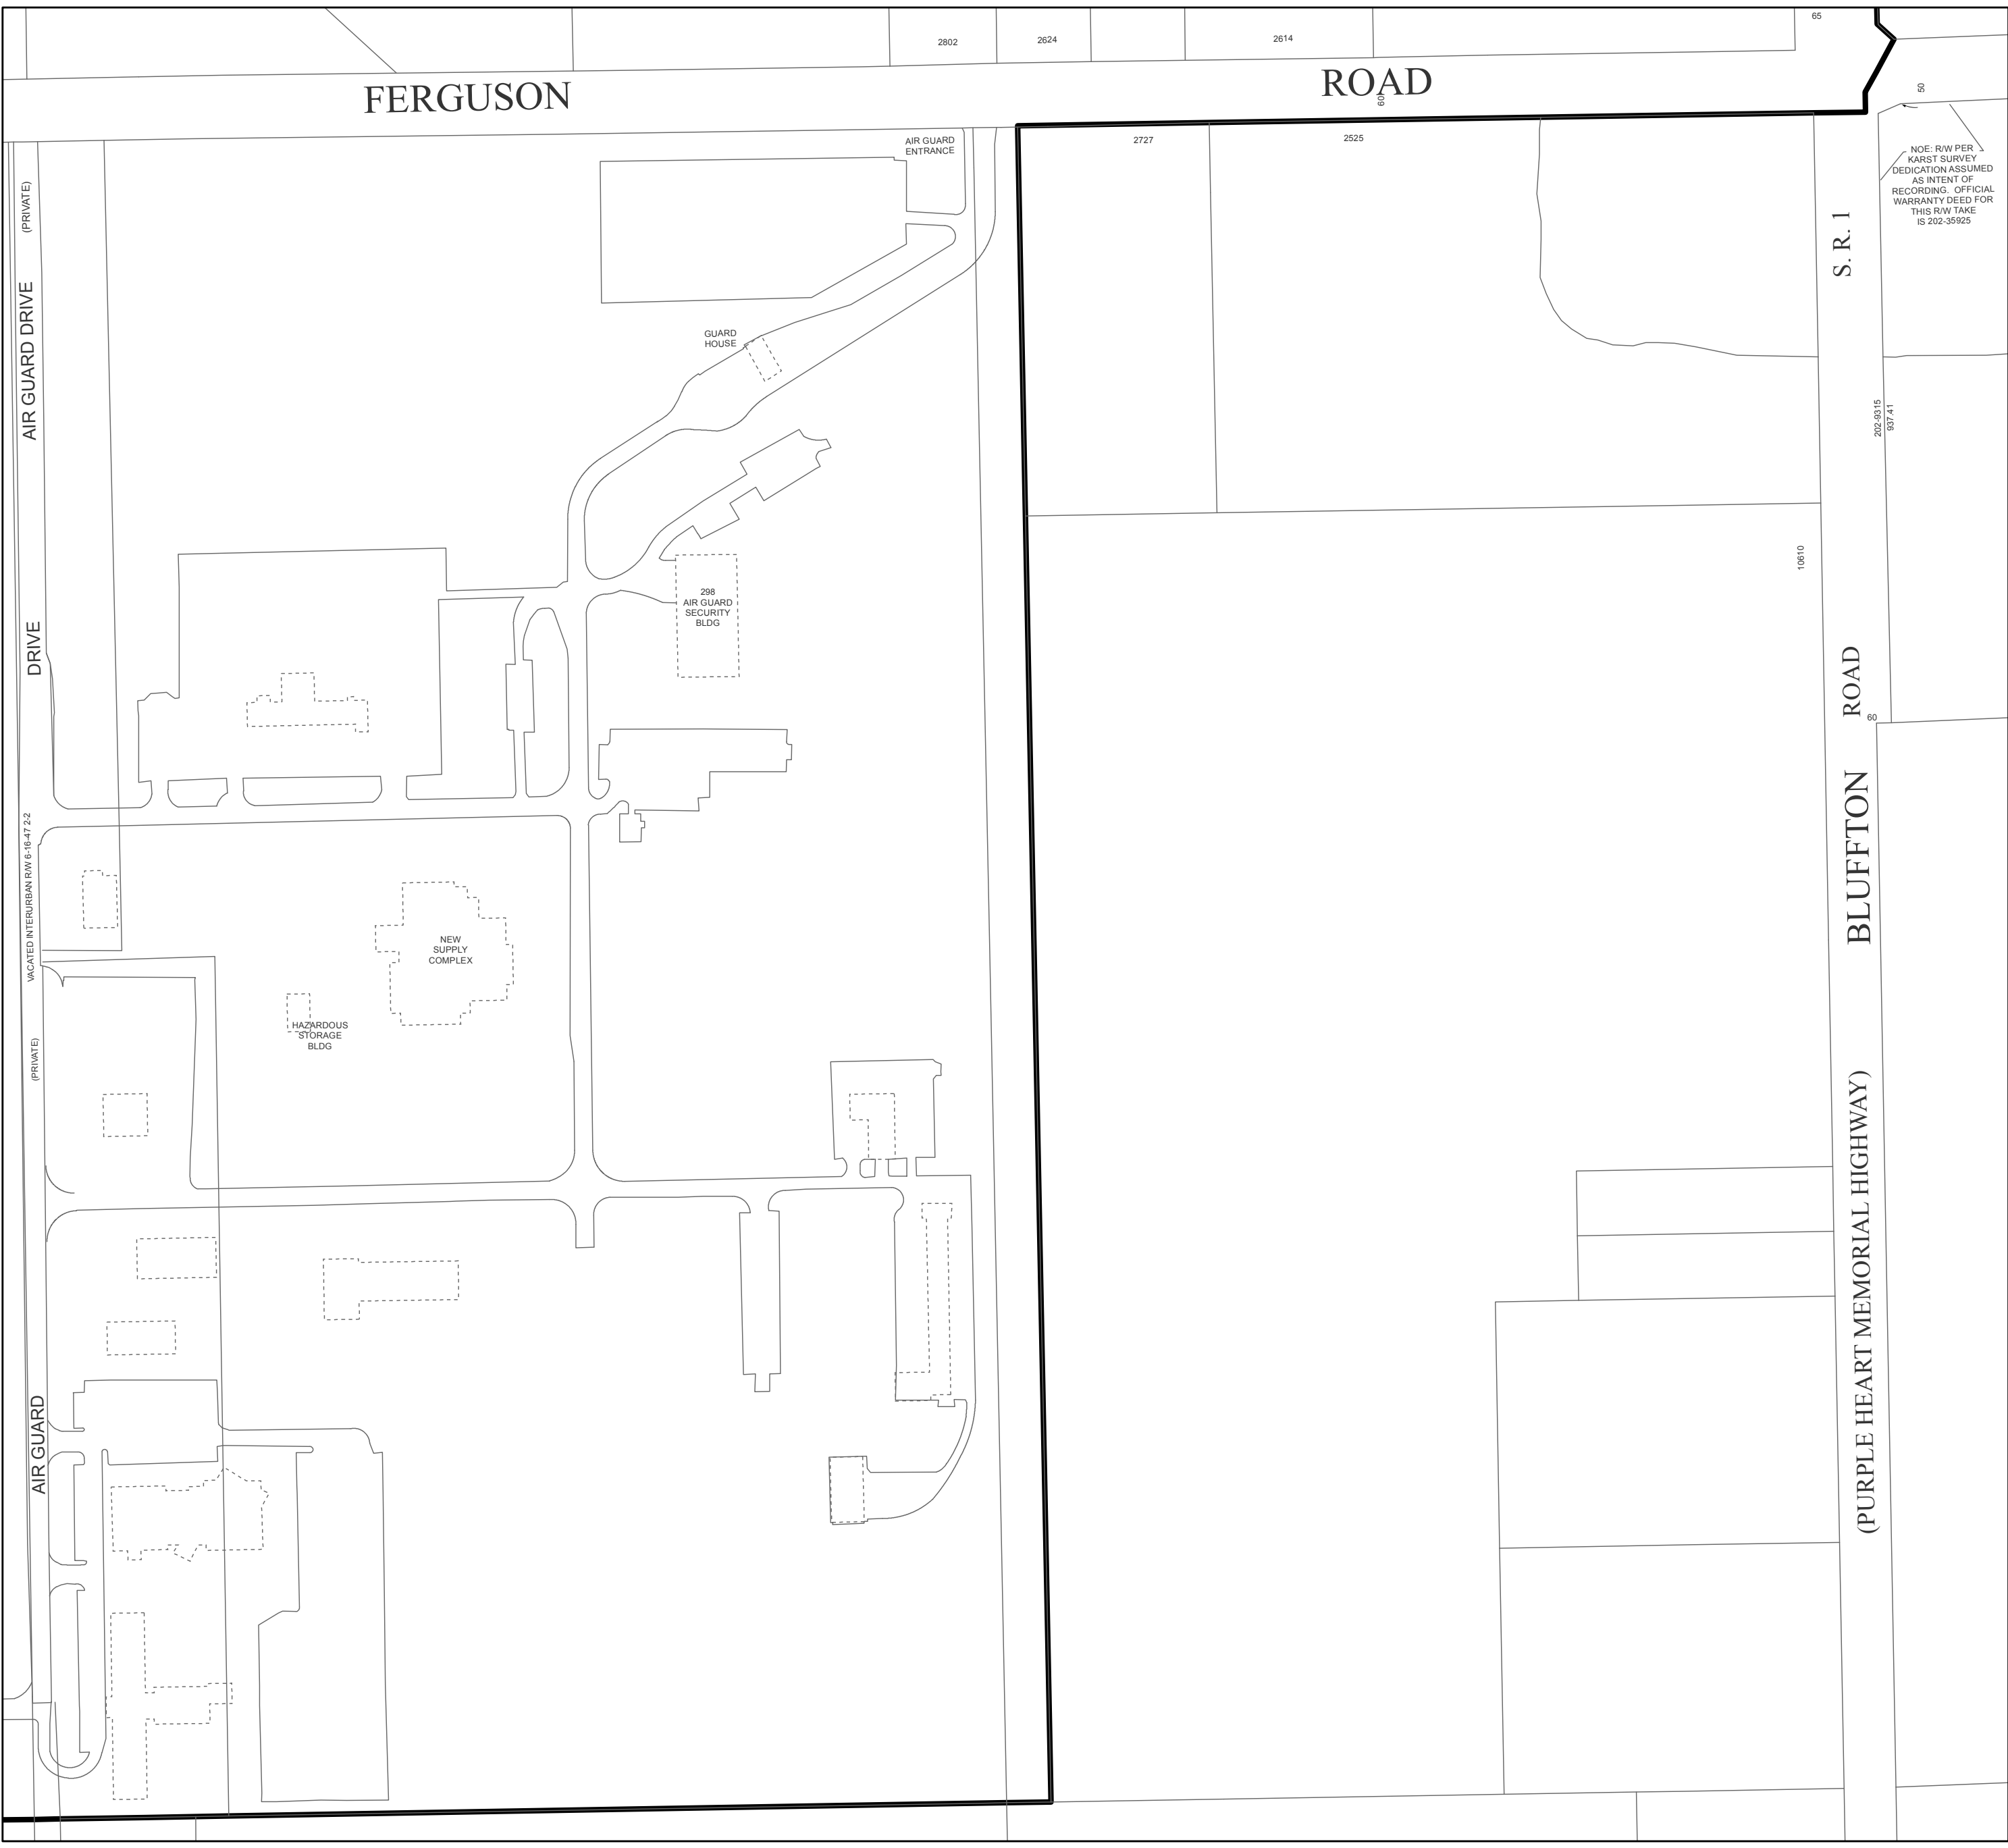 65
2802
2624
2614
FERGUSON
ROAD
60
50
AIR GUARD
ENTRANCE
2727
2525
NOE: R/W PER
KARST SURVEY
DEDICATION ASSUMED
AS INTENT OF
RECORDING. OFFICIAL
WARRANTY DEED FOR
THIS R/W TAKE
IS 202-35925
(PRIVATE)
S. R. 1
AIR GUARD DRIVE
GUARD
HOUSE
202-9315
937.41
10610
298
AIR GUARD
SECURITY
BLDG
DRIVE
ROAD
60
BLUFFTON
VACATED INTERURBAN R/W 6-16-47 2-2
NEW
SUPPLY
COMPLEX
HAZARDOUS
STORAGE
BLDG
(PRIVATE)
(PURPLE HEART MEMORIAL HIGHWAY)
AIR GUARD